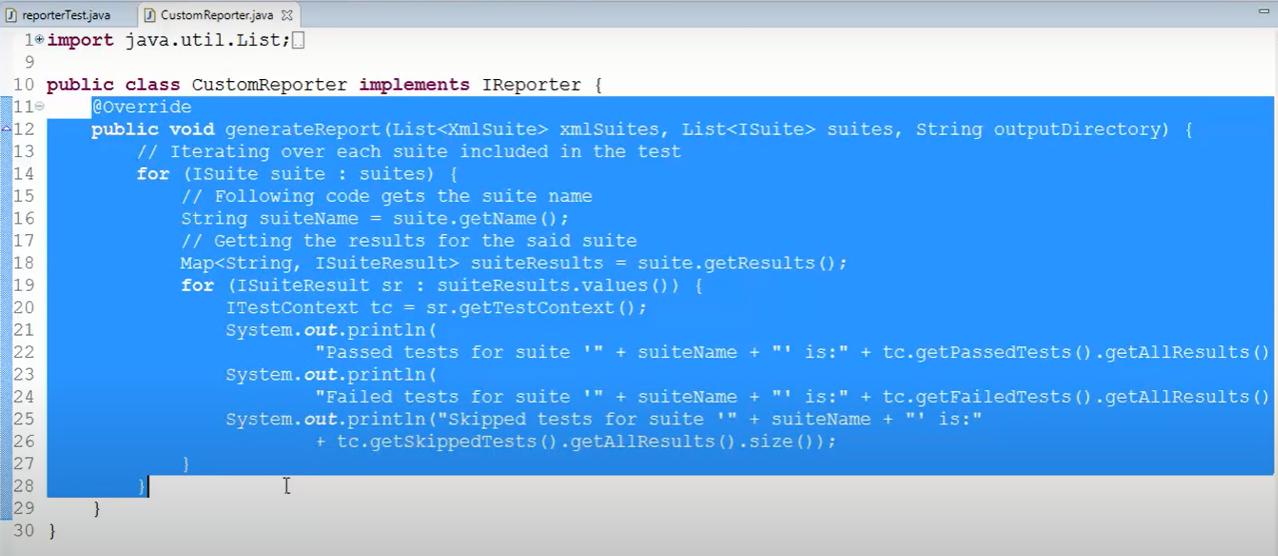 reporterTest.java CustomReporter.java
1 import java.util.List;
9
10 public class CustomReporter implements IReporter {
11 @Override
12 public void generateReport(List<XmlSuite> xmlSuites, List<ISuite> suites, String outputDirectory) {
13 // Iterating over each suite included in the test
14 for (ISuite suite : suites) {
15 // Following code gets the suite name
16 String suiteName = suite.getName();
17 // Getting the results for the said suite
18 Map<String, ISuiteResult> suiteResults = suite.getResults();
19 for (ISuiteResult sr : suiteResults.values()) {
20 ITestContext tc = sr.getTestContext();
21 System.out.println(
22 "Passed tests for suite '" + suiteName + "' is:" + tc.getPassedTests().getAllResults()
23 System.out.println(
24 "Failed tests for suite '" + suiteName + "' is:" + tc.getFailedTests().getAllResults()
25 System.out.println("Skipped tests for suite '" + suiteName + "' is:"
26 + tc.getSkippedTests().getAllResults().size());
27 }
28 }
29 }
30 }